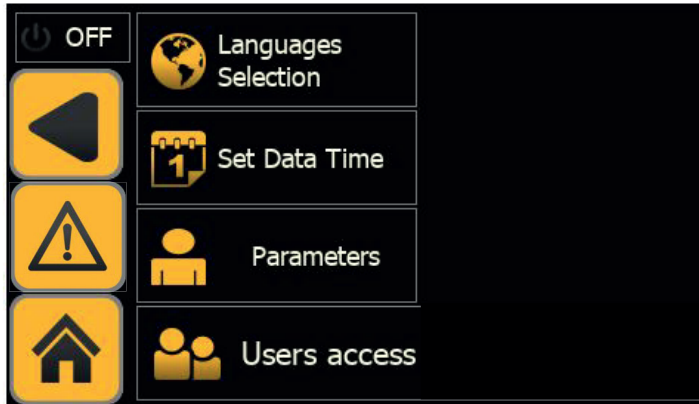 OFF
Languages
Selection
1
Set Data Time
Parameters
Users access